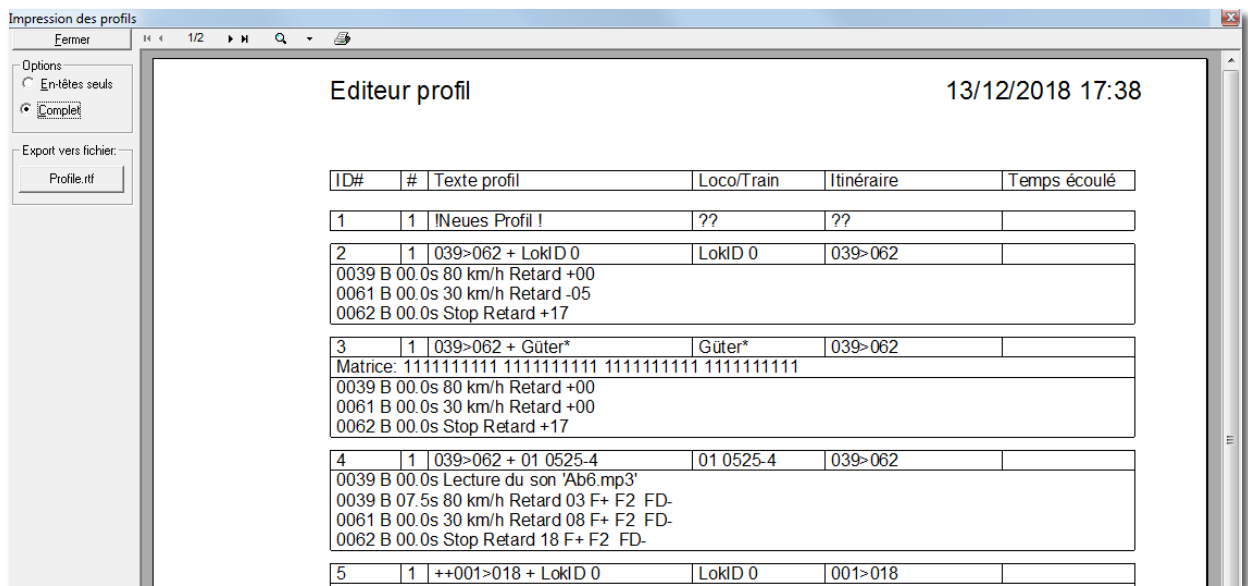 Impression des profils
Fermer
1/2
Options
En-têtes seuls
Complet
Export vers fichier:
Profile.rtf
Editeur profil 13/12/2018 17:38
ID# # Texte profil Loco/Train Itinéraire Temps écoulé
1 1 !Neues Profil ! ?? ??
2 1 039>062 + LokID 0 LokID 0 039>062
0039 B 00.0s 80 km/h Retard +00
0061 B 00.0s 30 km/h Retard -05
0062 B 00.0s Stop Retard +17
3 1 039>062 + Güter* Güter* 039>062
Matrice: 1111111111 1111111111 1111111111 1111111111
0039 B 00.0s 80 km/h Retard +00
0061 B 00.0s 30 km/h Retard +00
0062 B 00.0s Stop Retard +17
4 1 039>062 + 01 0525-4 01 0525-4 039>062
0039 B 00.0s Lecture du son 'Ab6.mp3'
0039 B 07.5s 80 km/h Retard 03 F+ F2 FD-
0061 B 00.0s 30 km/h Retard 08 F+ F2 FD-
0062 B 00.0s Stop Retard 18 F+ F2 FD-
5 1 ++001>018 + LokID 0 LokID 0 001>018